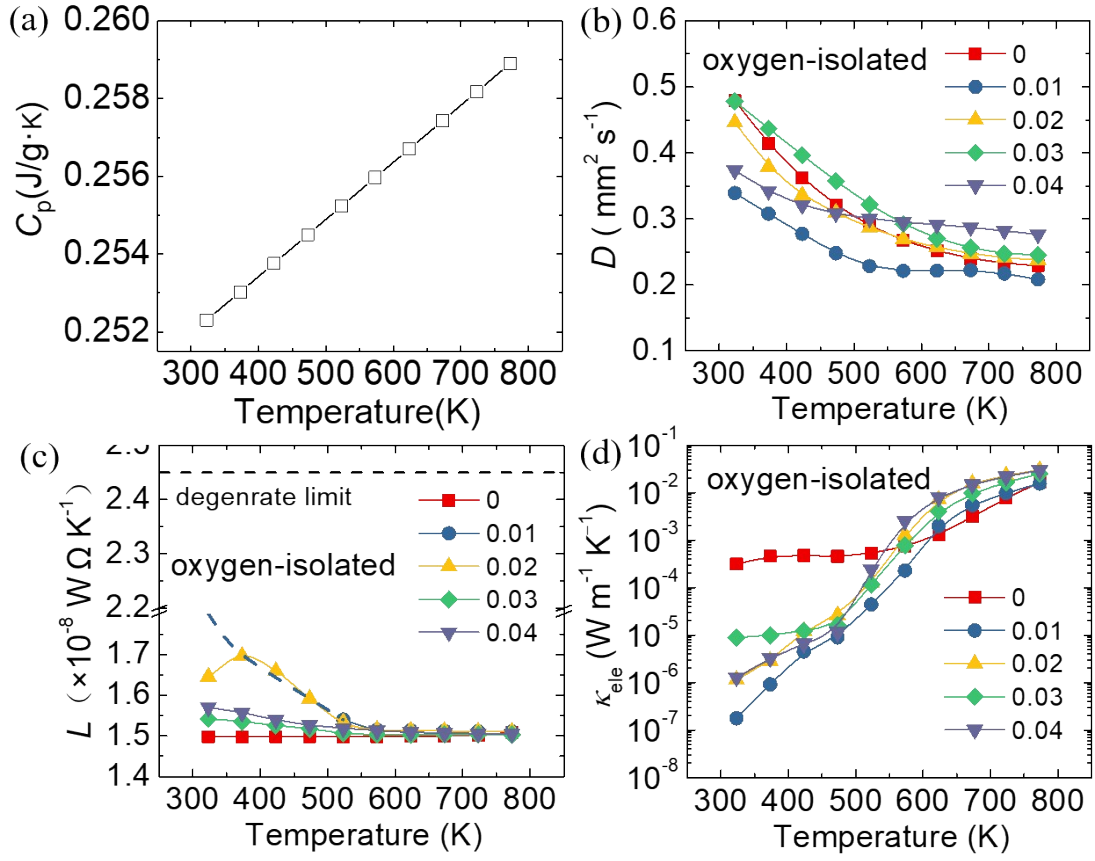 (a)
0.260
0.258
0.256
0.254
0.252
Cp(J/g·K)
300 400 500 600 700 800
Temperature(K)
(b)
0.6
0.5
0.4
0.3
0.2
0.1
D ( mm² s⁻¹)
oxygen-isolated
0
0.01
0.02
0.03
0.04
300 400 500 600 700 800
Temperature (K)
(c)
2.5
2.4
2.3
2.2
1.7
1.6
1.5
1.4
L (×10⁻⁸ W Ω K⁻¹)
degenrate limit
oxygen-isolated
0
0.01
0.02
0.03
0.04
300 400 500 600 700 800
Temperature (K)
(d)
10⁻¹
10⁻²
10⁻³
10⁻⁴
10⁻⁵
10⁻⁶
10⁻⁷
10⁻⁸
κele (W m⁻¹ K⁻¹)
oxygen-isolated
0
0.01
0.02
0.03
0.04
300 400 500 600 700 800
Temperature (K)